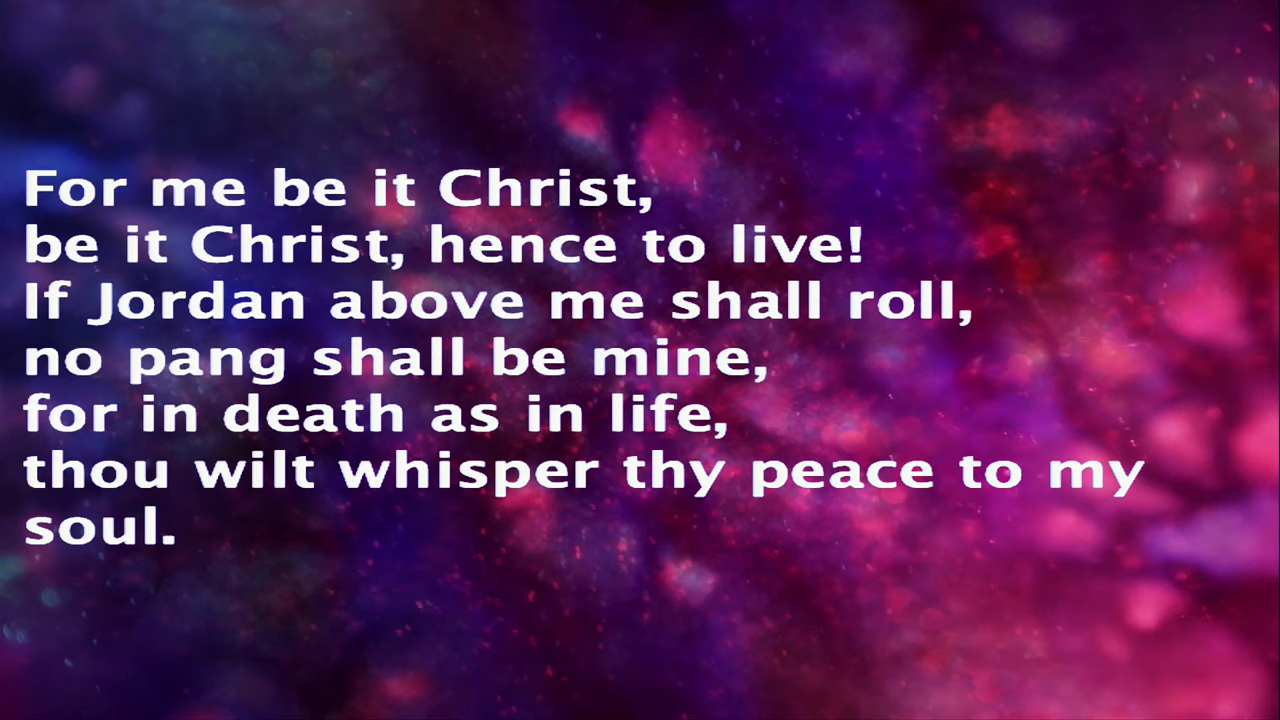 For me be it Christ,
be it Christ, hence to live!
If Jordan above me shall roll,
no pang shall be mine,
for in death as in life,
thou wilt whisper thy peace to my
soul.